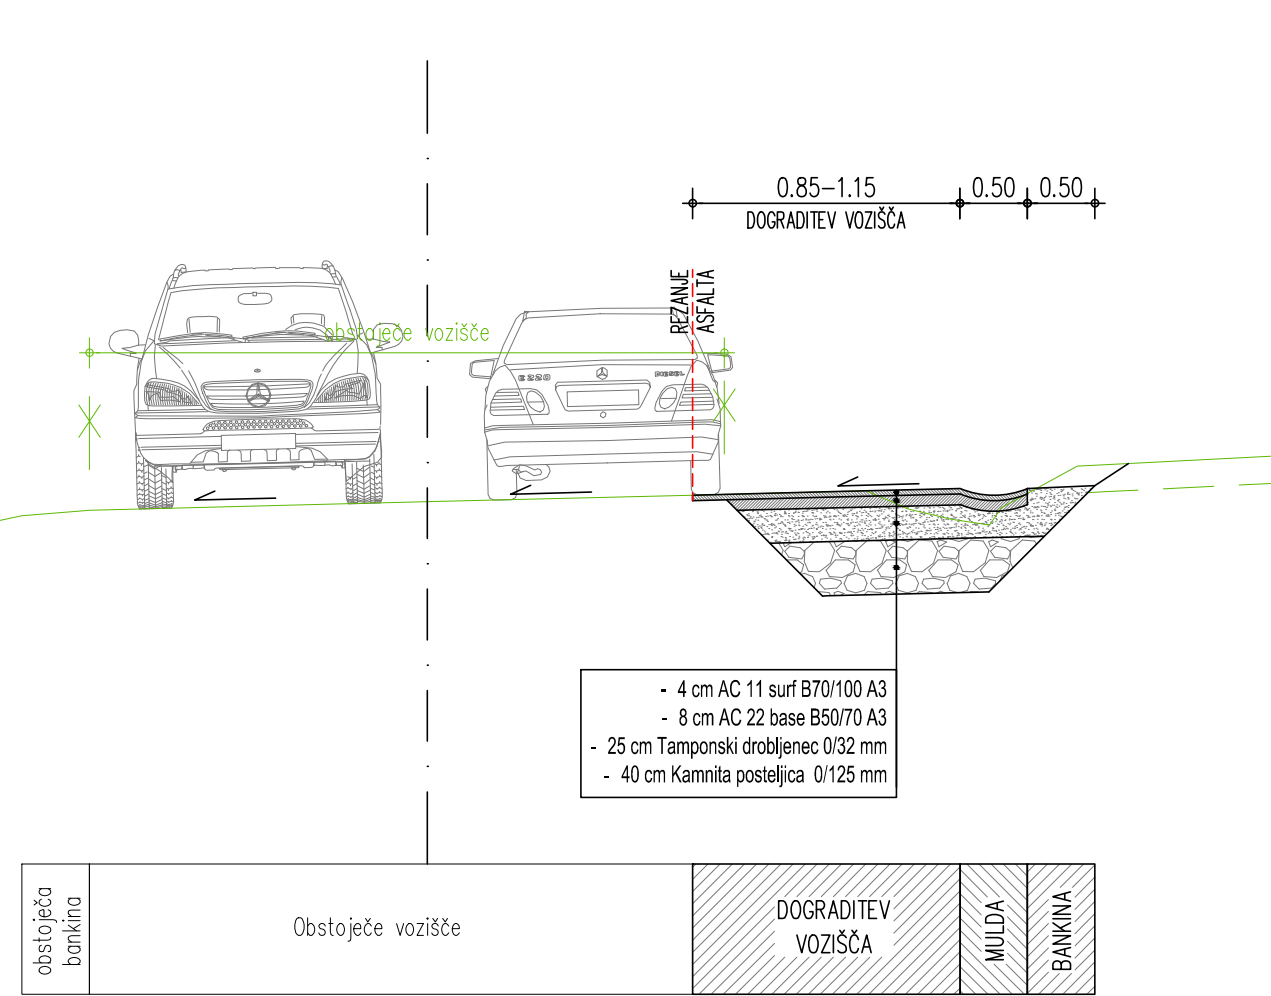 0.85–1.15
0.50
0.50
DOGRADITEV VOZIŠČA
REZANJE
ASFALTA
obstoječe vozišče
E 220
DIESEL
- 4 cm AC 11 surf B70/100 A3
- 8 cm AC 22 base B50/70 A3
- 25 cm Tamponski drobljenec 0/32 mm
- 40 cm Kamnita posteljica 0/125 mm
obstoječa
bankina
Obstoječe vozišče
DOGRADITEV
VOZIŠČA
MULDA
BANKINA